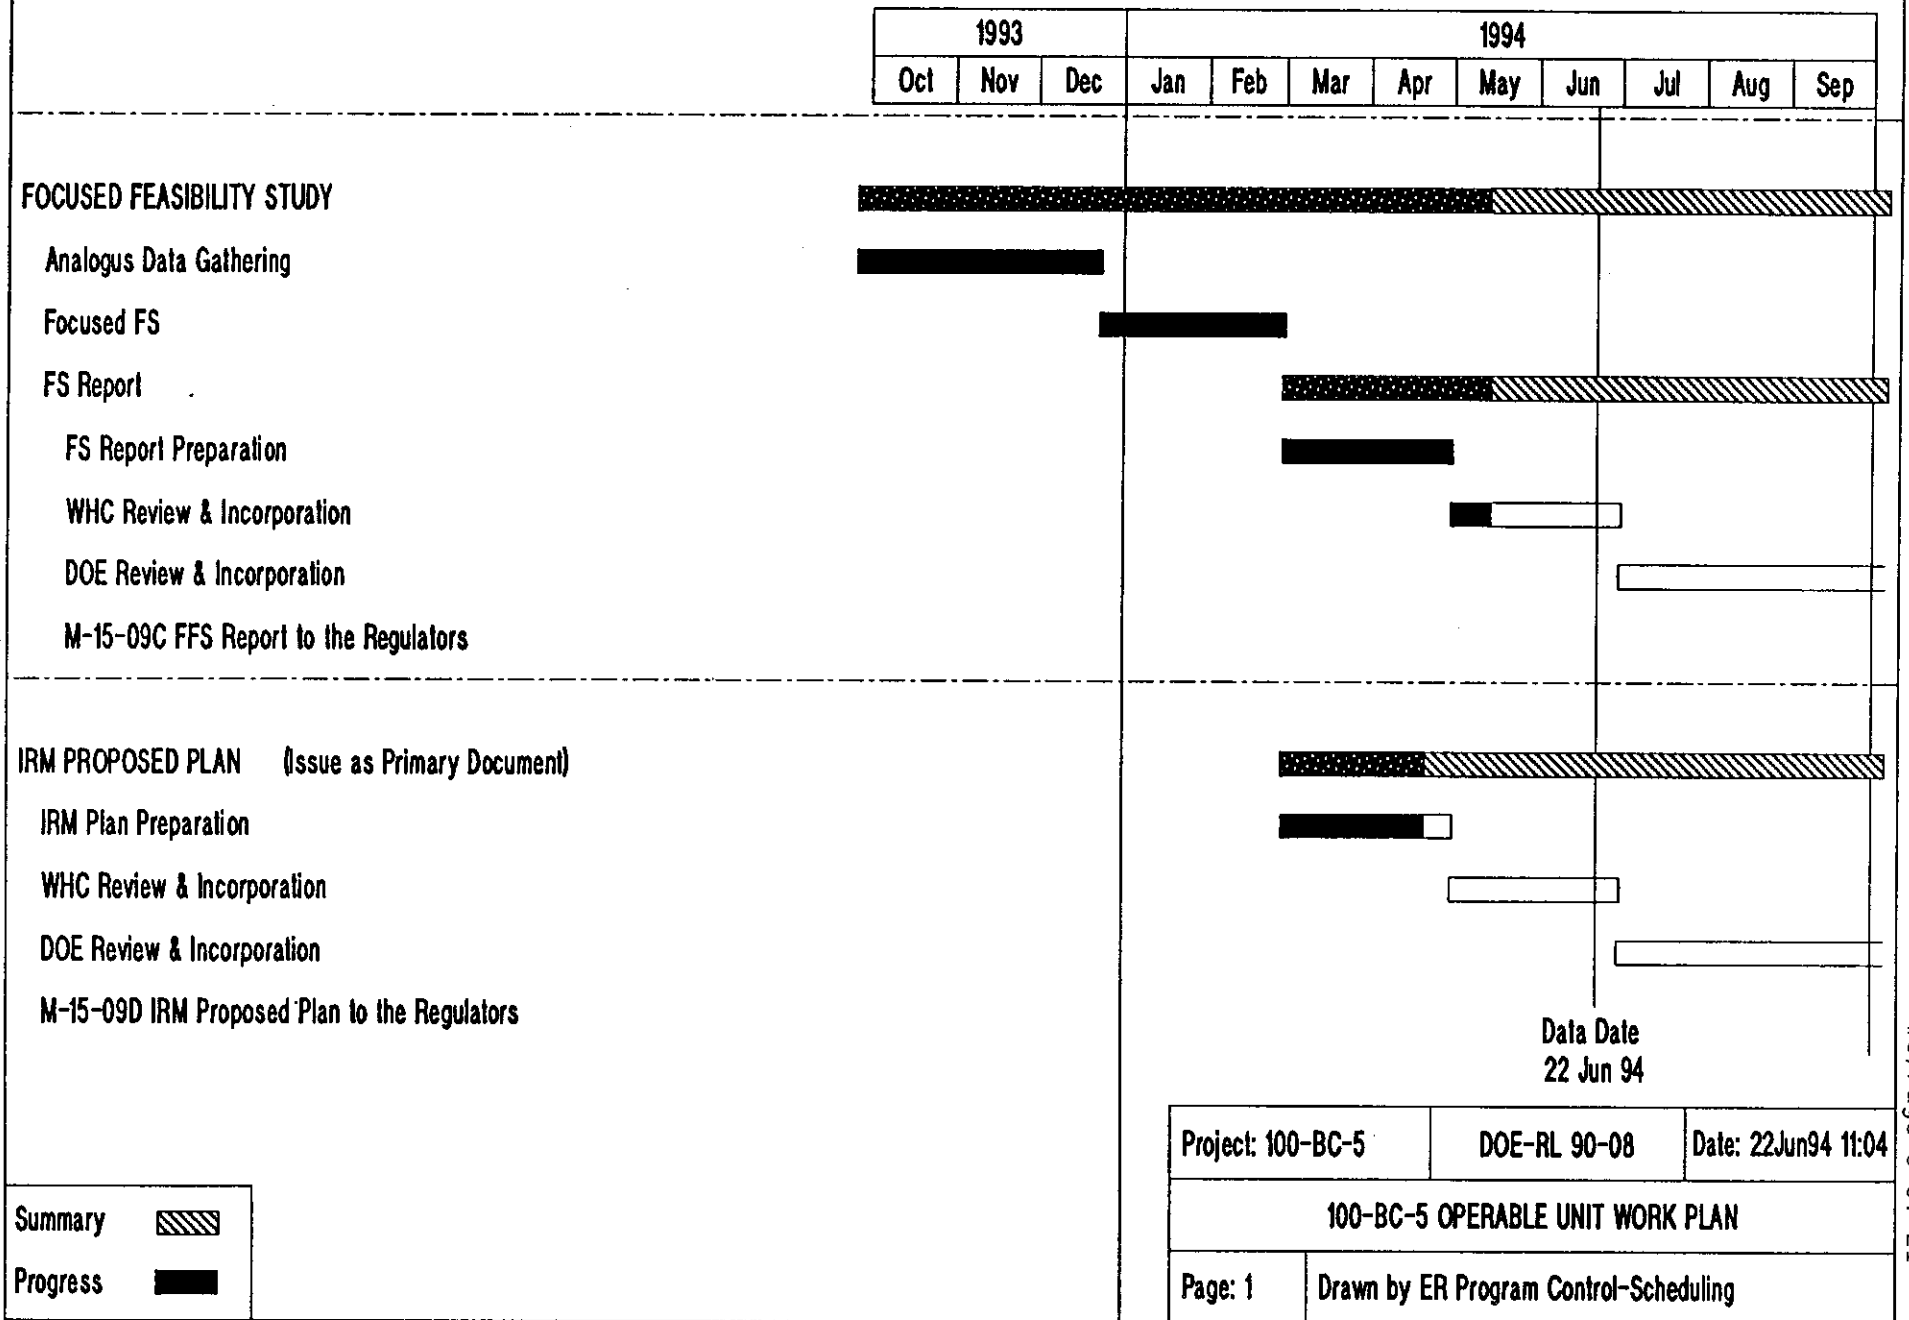 1993 1994
Oct Nov Dec Jan Feb Mar Apr May Jun Jul Aug Sep
FOCUSED FEASIBILITY STUDY
Analogus Data Gathering
Focused FS
FS Report
FS Report Preparation
WHC Review & Incorporation
DOE Review & Incorporation
M-15-09C FFS Report to the Regulators
IRM PROPOSED PLAN (Issue as Primary Document)
IRM Plan Preparation
WHC Review & Incorporation
DOE Review & Incorporation
M-15-09D IRM Proposed Plan to the Regulators
Data Date
22 Jun 94
Project: 100-BC-5 DOE-RL 90-08 Date: 22Jun94 11:04
100-BC-5 OPERABLE UNIT WORK PLAN
Page: 1 Drawn by ER Program Control-Scheduling
Summary
Progress